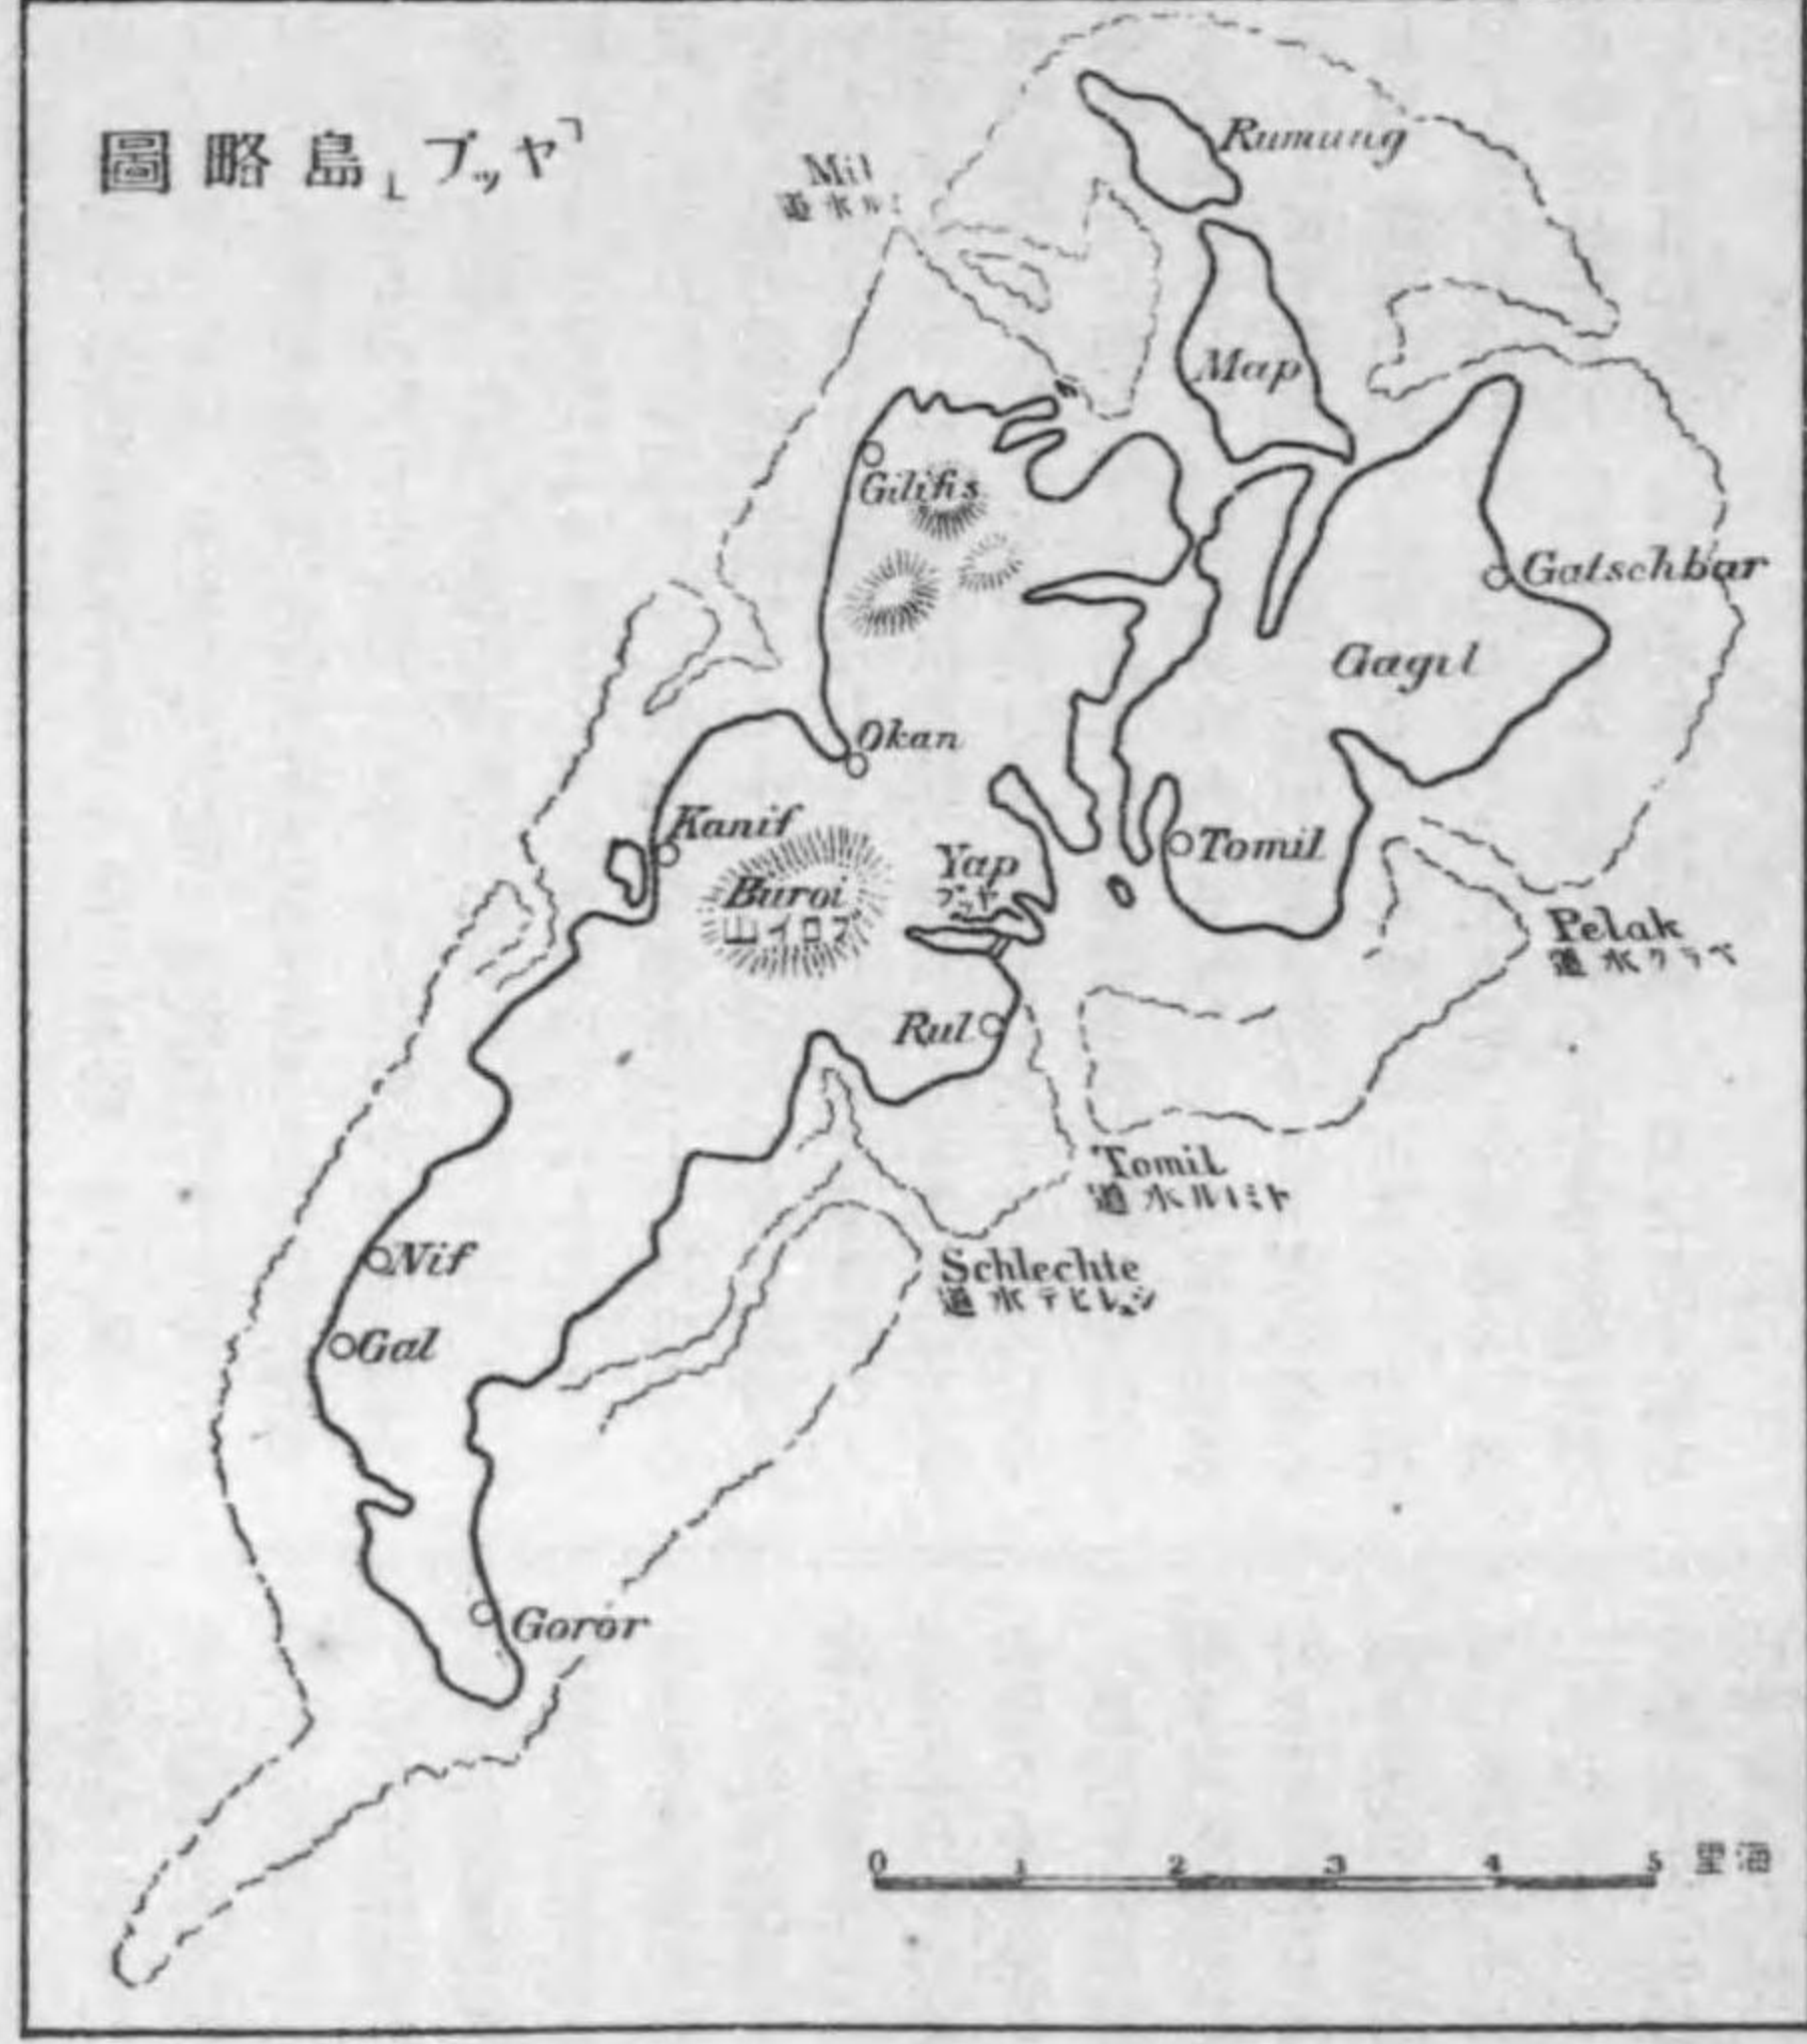 「ヤップ」島略圖
Rumung
Mil
ミル水道
Map
Gilifis
Gatschbar
Gagil
Okan
Kanif
Tomil
Yap
ヤップ
Buroi
ブロイ山
Pelak
ペラク水道
Rul
Tomil
トミル水道
Schlechte
シュレヒテ水道
Nif
Gal
Goror
0 1 2 3 4 5 海里